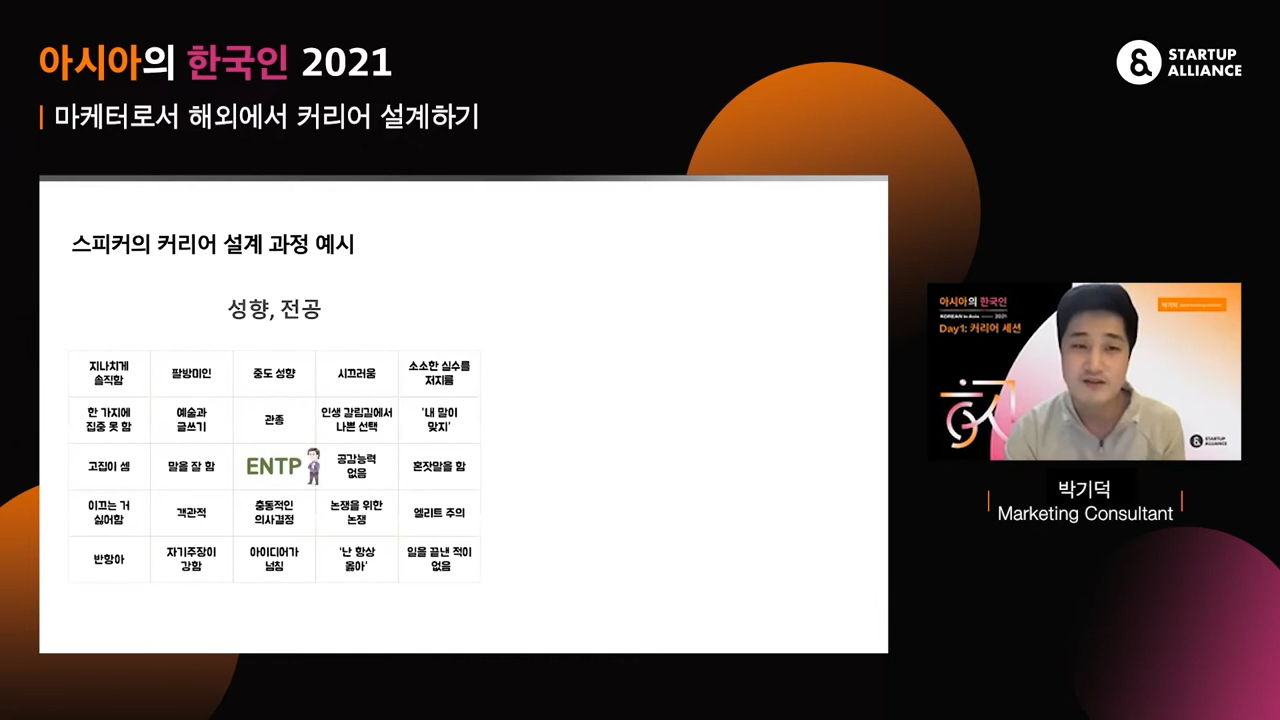 아시아의 한국인 2021
마케터로서 해외에서 커리어 설계하기
STARTUP
ALLIANCE
스피커의 커리어 설계 과정 예시
성향, 전공
지나치게
솔직함
팔방미인
중도 성향
시끄러움
소소한 실수를
저지름
한 가지에
집중 못 함
예술과
글쓰기
관종
인생 갈림길에서
나쁜 선택
'내 말이
맞지'
고집이 셈
말을 잘 함
ENTP
공감능력
없음
혼잣말을 함
이끄는 거
싫어함
객관적
충동적인
의사결정
논쟁을 위한
논쟁
엘리트 주의
반항아
자기주장이
강함
아이디어가
넘침
'난 항상
옳아'
일을 끝낸 적이
없음
아시아의 한국인
KOREAN in Asia 2021
Day1: 커리어 세션
박기덕
STARTUP
ALLIANCE
박기덕
Marketing Consultant